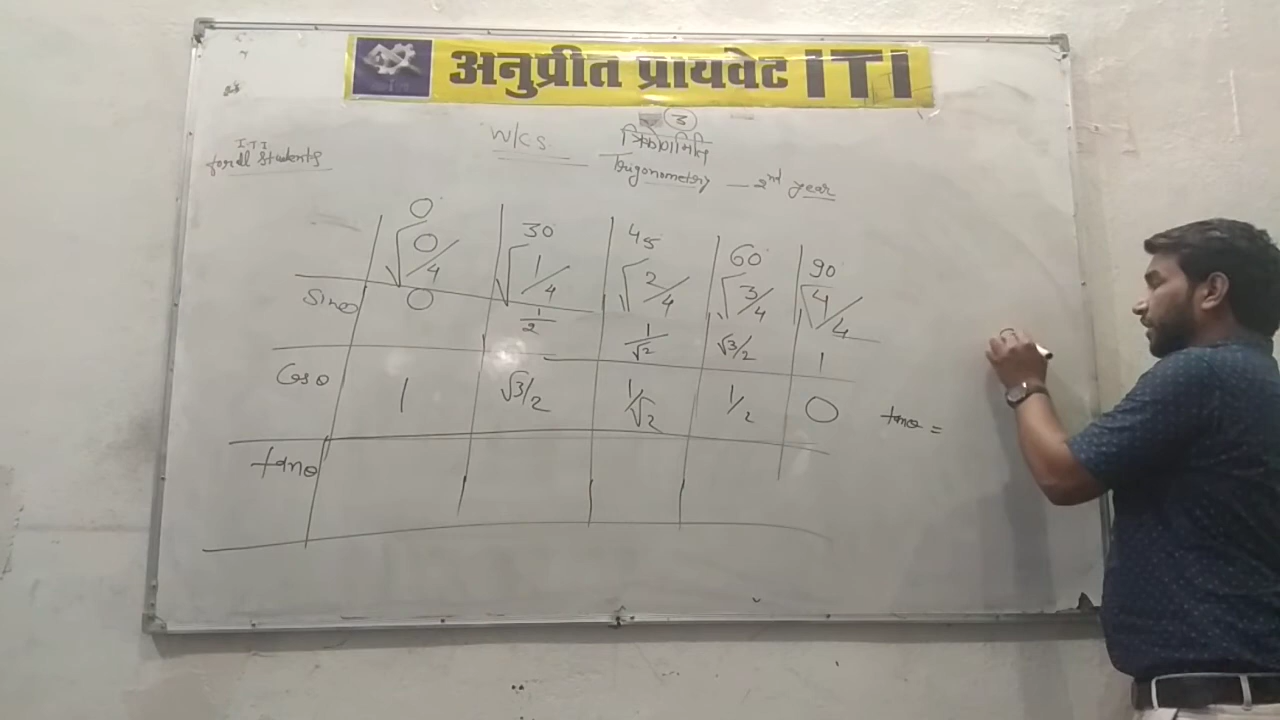 अनुप्रीत प्रायवेट ITI
3
W/CS
त्रिकोणमिति
ITI
for all Students
Trigonometry — 2nd year
0° 30 45 60° 90
√0/4 √1/4 √2/4 √3/4 √4/4
Sinθ 0 1/2 1/√2 √3/2 1
Cosθ 1 √3/2 1/√2 1/2 0
tanθ =
tanθ